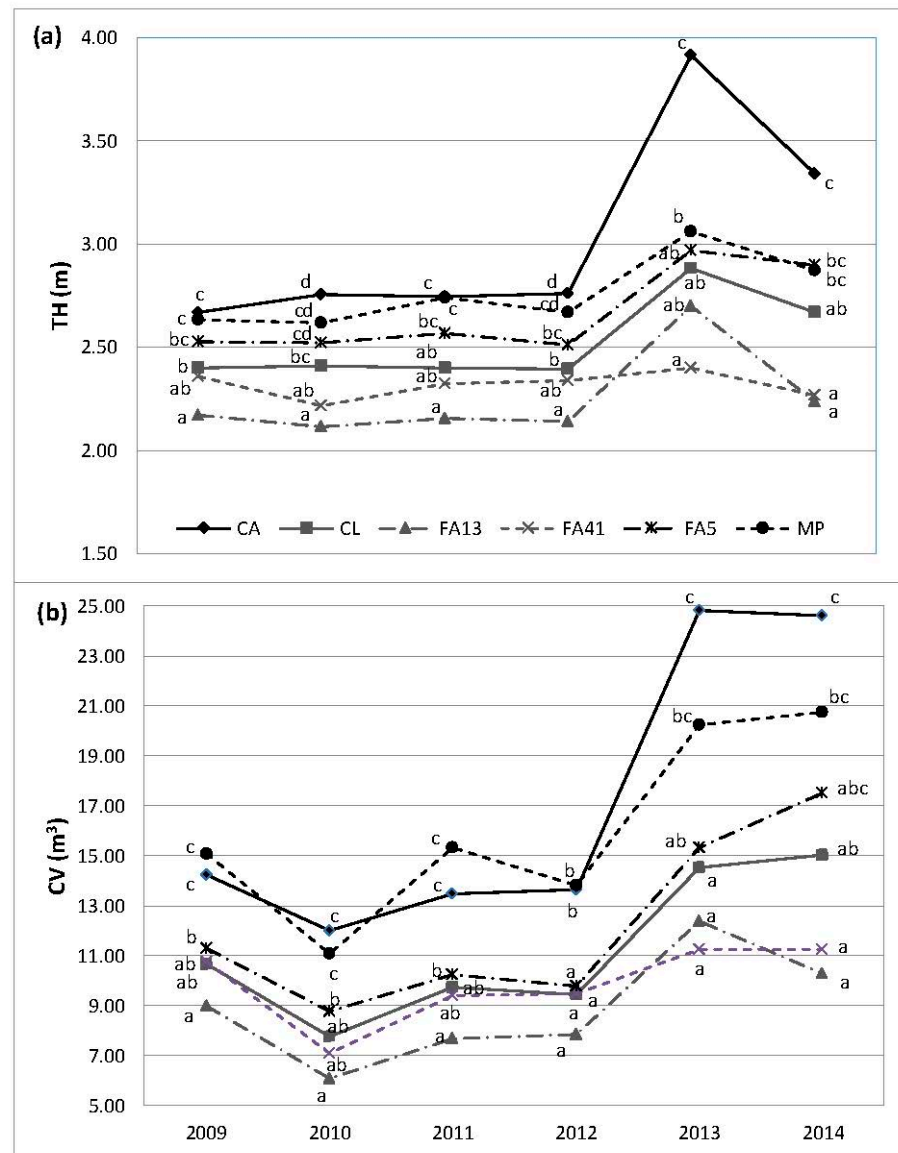 (a)
4.00
c
3.50
c
3.00
b
ab
bc
bc
TH (m)
c
d
c
d
ab
ab
c
cd
c
cd
bc
cd
bc
bc
2.50
b
bc
ab
b
ab
a
ab
ab
ab
ab
a
a
a
a
a
a
2.00
CA CL FA13 FA41 FA5 MP
1.50
(b)
25.00
c
c
23.00
21.00
bc
bc
19.00
17.00
abc
CV (m³)
ab
ab
15.00
c
c
b
c
a
13.00
c
c
b
a
11.00
b
c
a
a
b
b
a
ab
ab
ab
a
9.00
a
ab
ab
a
a
7.00
ab
a
a
5.00
a
2009 2010 2011 2012 2013 2014